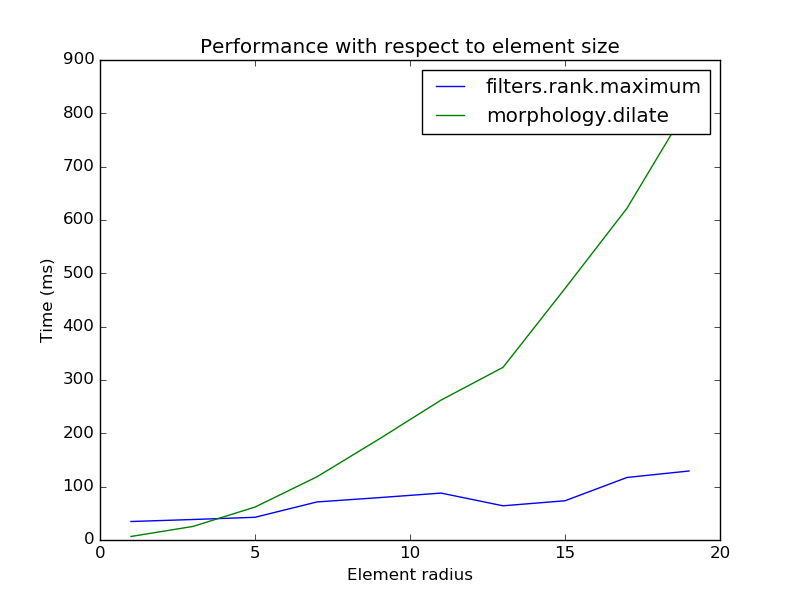 Performance with respect to element size
900
800
700
600
500
400
300
200
100
0
Time (ms)
filters.rank.maximum
morphology.dilate
0 5 10 15 20
Element radius